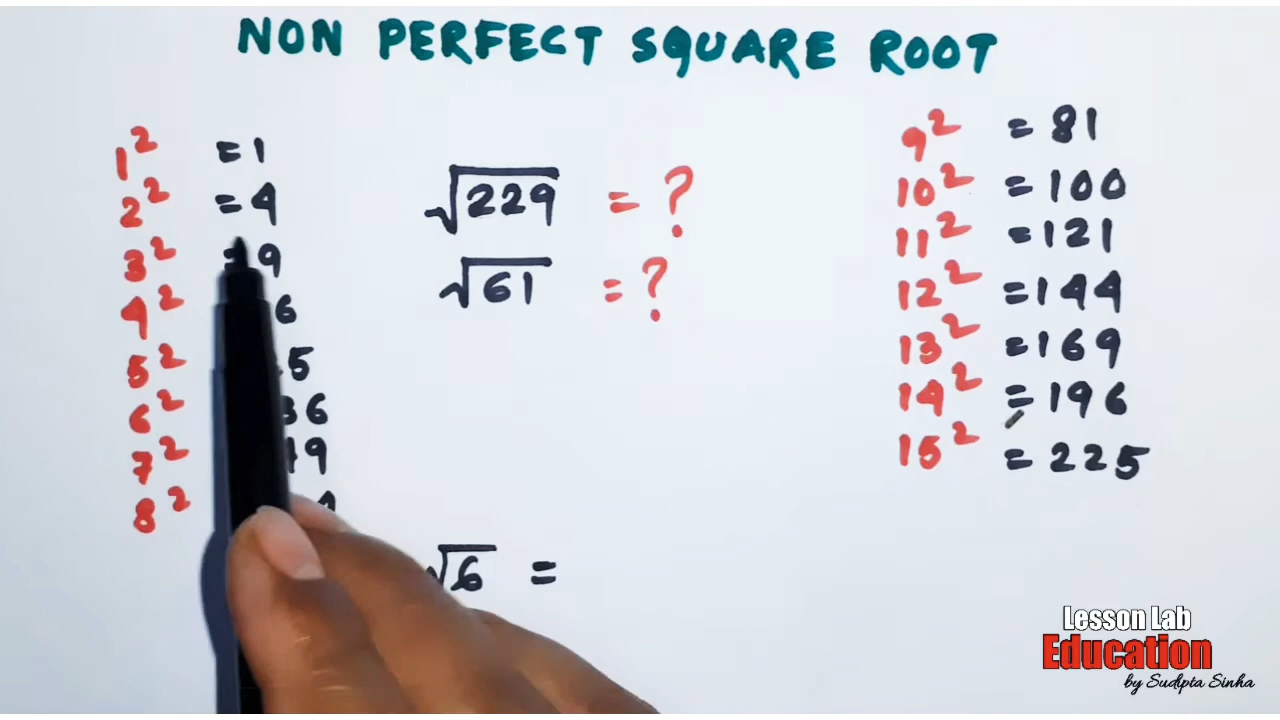 NON PERFECT SQUARE ROOT
1² = 1
2² = 4
3² = 9
4² 6
5² 5
6² 36
7² 9
8²
√229 = ?
√61 = ?
√6 =
9² = 81
10² = 100
11² = 121
12² = 144
13² = 169
14² = 196
15² = 225
Lesson Lab
Education
by Sudipta Sinha